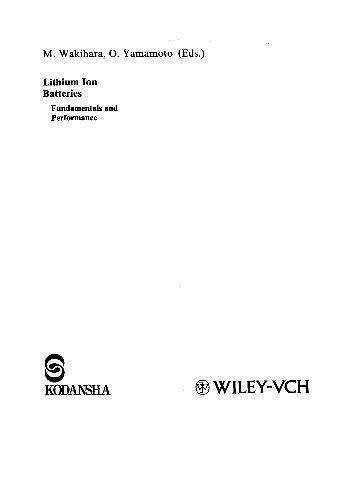 M. Wakihara, O. Yamamoto (Eds.)
Lithium Ion
Batteries
Fundamentals and
Performance
KODANSHA
WILEY-VCH